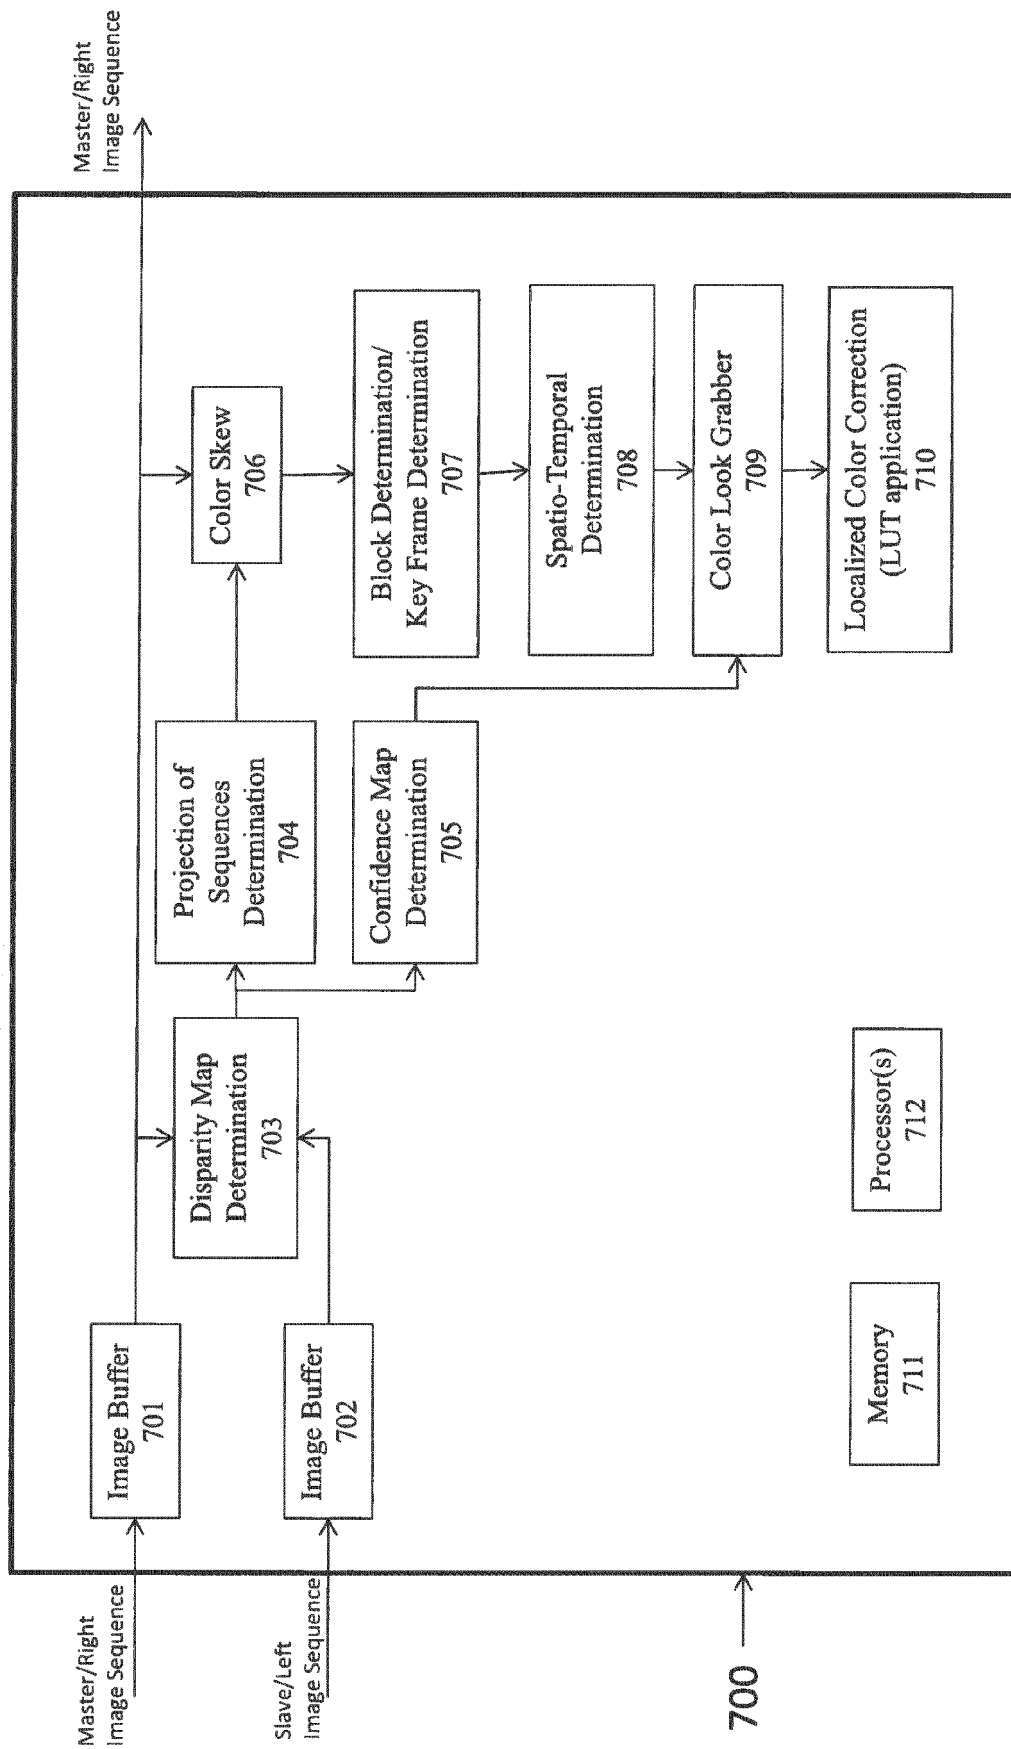 Master/Right
Image Sequence
Slave/Left
Image Sequence
700
Image Buffer
701
Image Buffer
702
Disparity Map
Determination
703
Projection of
Sequences
Determination
704
Confidence Map
Determination
705
Color Skew
706
Block Determination/
Key Frame Determination
707
Spatio-Temporal
Determination
708
Color Look Grabber
709
Localized Color Correction
(LUT application)
710
Memory
711
Processor(s)
712
Master/Right
Image Sequence